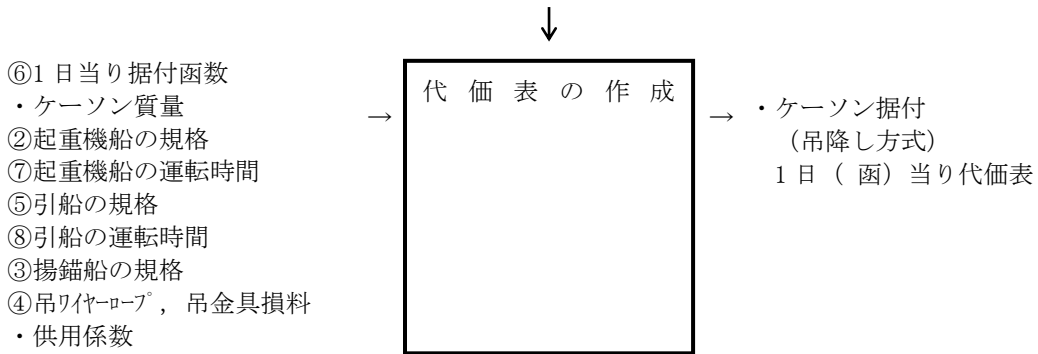 ↓
⑥1 日当り据付函数
・ケーソン質量
②起重機船の規格
⑦起重機船の運転時間
⑤引船の規格
⑧引船の運転時間
③揚錨船の規格
④吊ﾜｲﾔｰﾛｰﾌﾟ, 吊金具損料
・供用係数
→
代 価 表 の 作 成
→
・ケーソン据付
(吊降し方式)
1 日 ( 函) 当り代価表